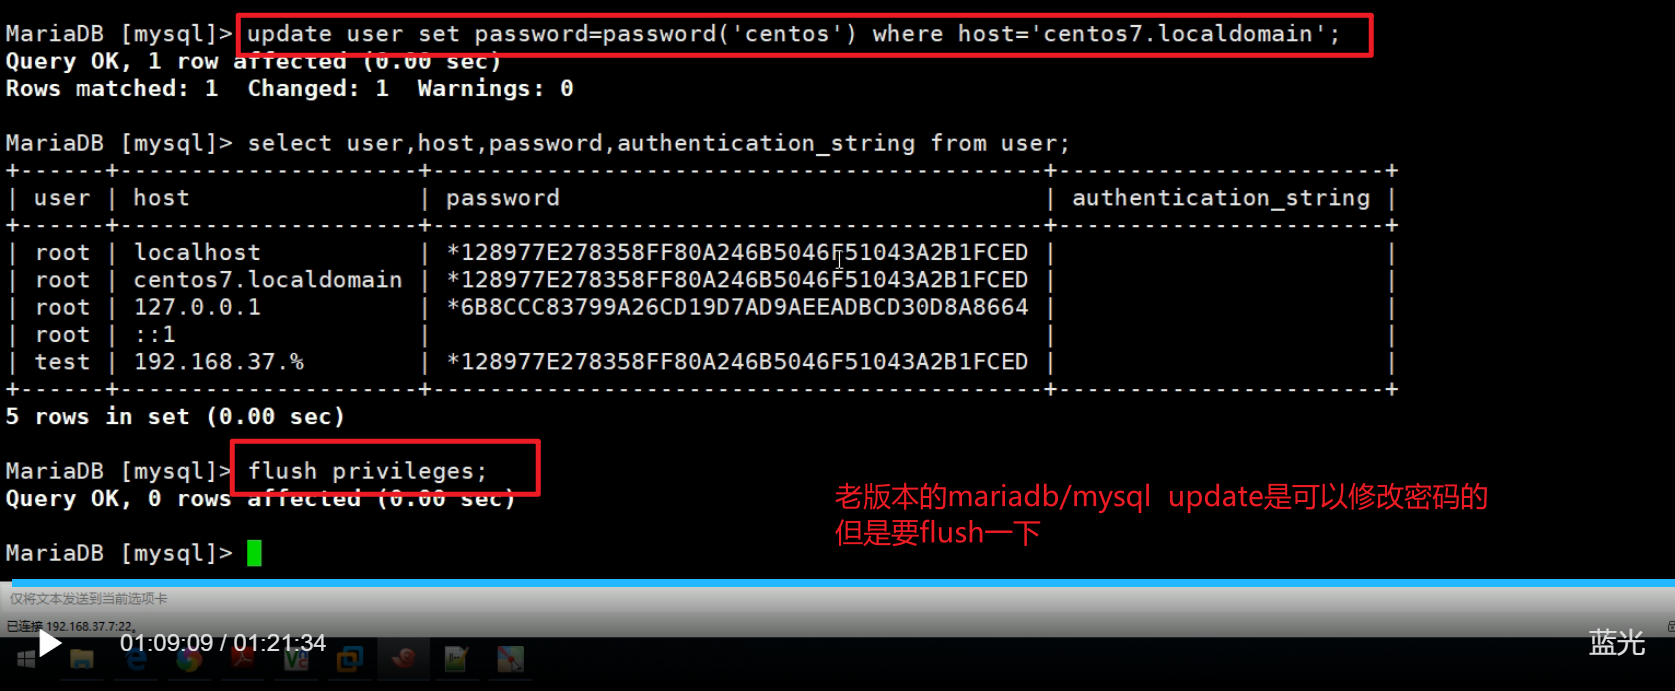 MariaDB [mysql]> update user set password=password('centos') where host='centos7.localdomain';
Query OK, 1 row affected (0.00 sec)
Rows matched: 1  Changed: 1  Warnings: 0
MariaDB [mysql]> select user,host,password,authentication_string from user;
+------+---------------------+-------------------------------------------+-----------------------+
| user | host                | password                                  | authentication_string |
+------+---------------------+-------------------------------------------+-----------------------+
| root | localhost           | *128977E278358FF80A246B5046F51043A2B1FCED |                       |
| root | centos7.localdomain | *128977E278358FF80A246B5046F51043A2B1FCED |                       |
| root | 127.0.0.1           | *6B8CCC83799A26CD19D7AD9AEEADBCD30D8A8664 |                       |
| root | ::1                 |                                           |                       |
| test | 192.168.37.%        | *128977E278358FF80A246B5046F51043A2B1FCED |                       |
+------+---------------------+-------------------------------------------+-----------------------+
5 rows in set (0.00 sec)
MariaDB [mysql]> flush privileges;
Query OK, 0 rows affected (0.00 sec)
老版本的mariadb/mysql  update是可以修改密码的
但是要flush一下
MariaDB [mysql]>
仅将文本发送到当前选项卡
已连接 192.168.37.7:22。
01:09:09 / 01:21:34
蓝光